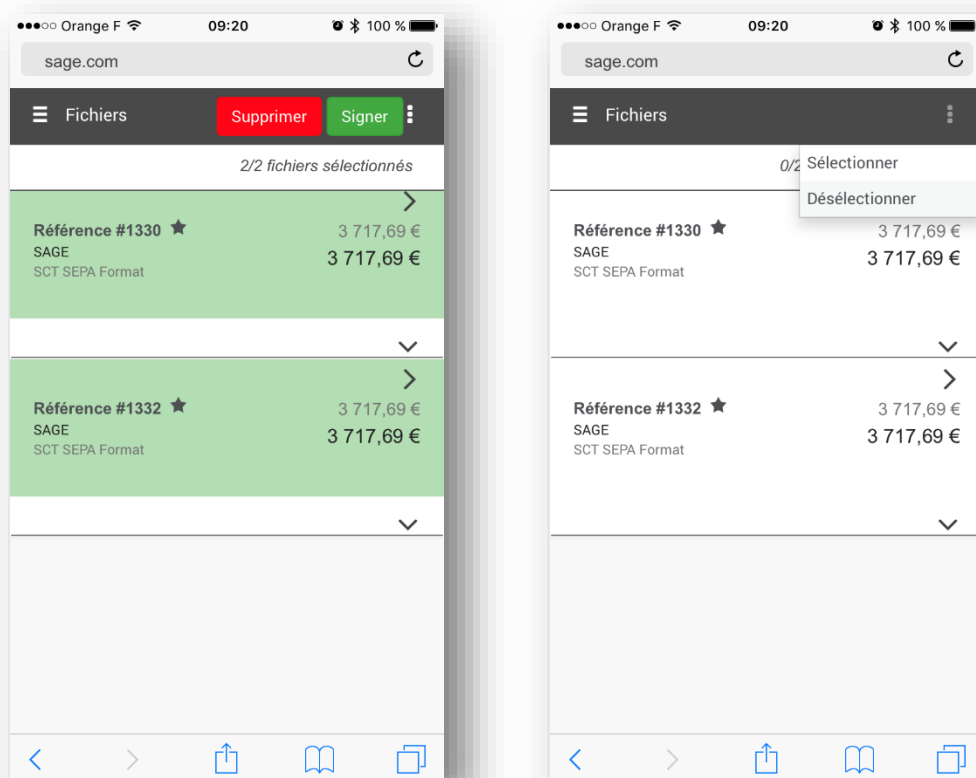 Orange F 09:20 100 %
sage.com
Fichiers Supprimer Signer
2/2 fichiers sélectionnés
Référence #1330 3 717,69 €
SAGE 3 717,69 €
SCT SEPA Format
Référence #1332 3 717,69 €
SAGE 3 717,69 €
SCT SEPA Format
Orange F 09:20 100 %
sage.com
Fichiers
0/2 Sélectionner
Désélectionner
Référence #1330 3 717,69 €
SAGE 3 717,69 €
SCT SEPA Format
Référence #1332 3 717,69 €
SAGE 3 717,69 €
SCT SEPA Format